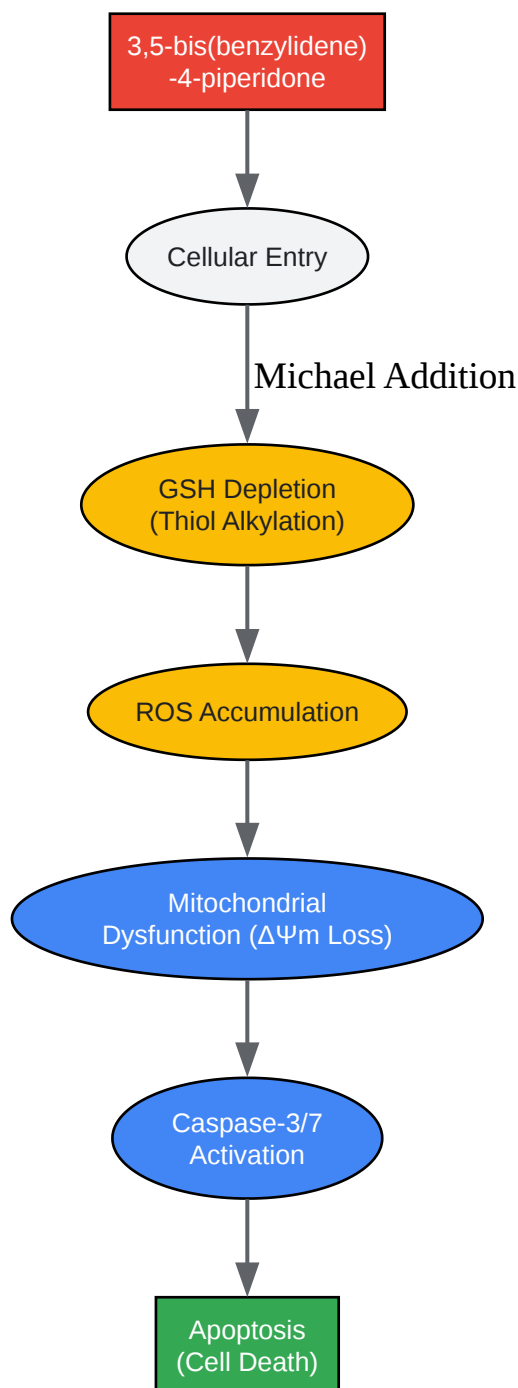 3,5-bis(benzylidene)
-4-piperidone
Cellular Entry
Michael Addition
GSH Depletion
(Thiol Alkylation)
ROS Accumulation
Mitochondrial
Dysfunction (ΔΨm Loss)
Caspase-3/7
Activation
Apoptosis
(Cell Death)